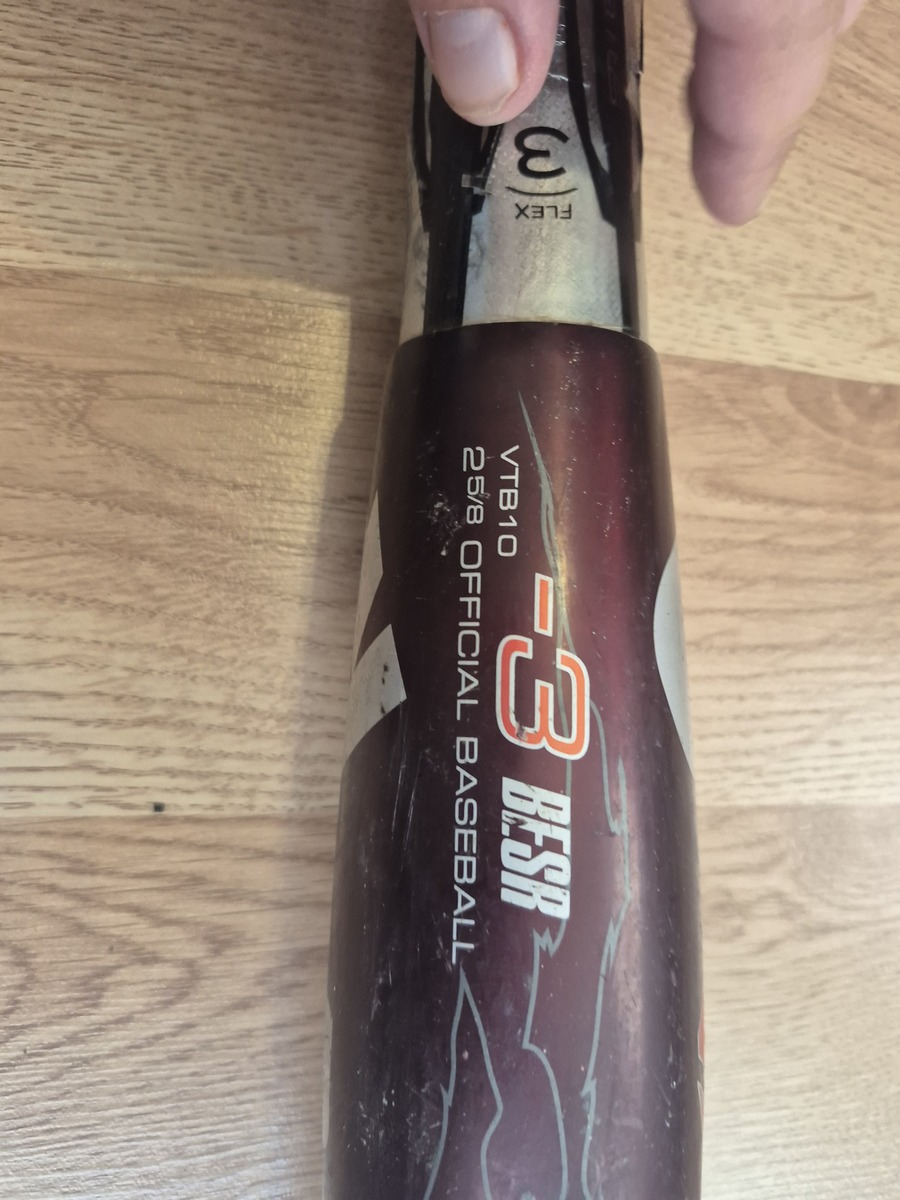 3
FLEX
VTB10
2 5/8 OFFICIAL BASEBALL
-3 BESR